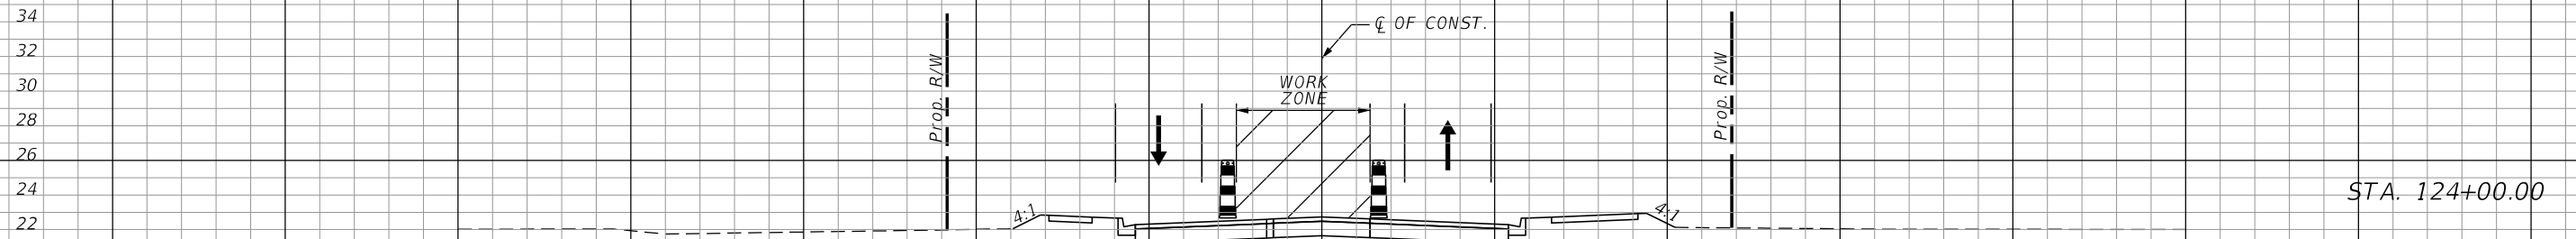 34
℄ OF CONST.
32
Prop. R/W
Prop. R/W
30
WORK
ZONE
28
26
24
STA. 124+00.00
4:1
4:1
22